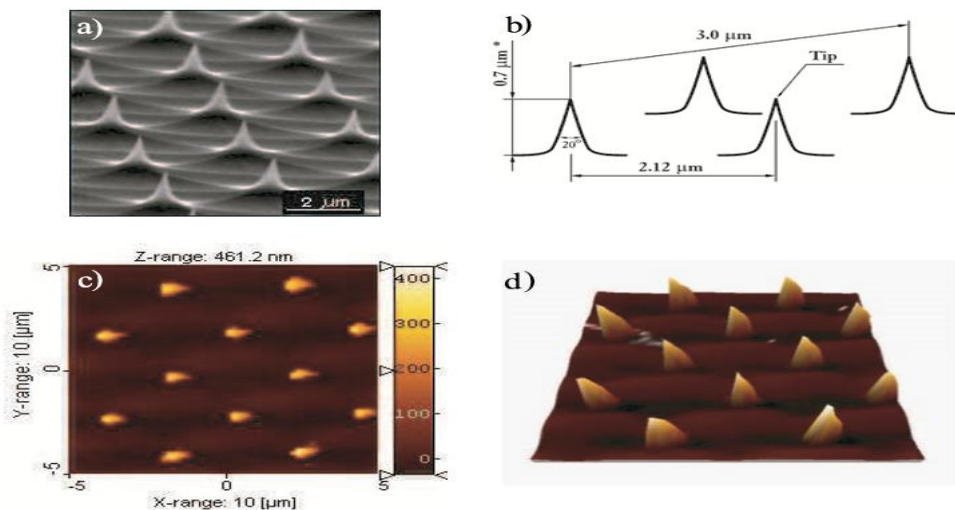 a)
2 μm
b)
3.0 μm
0.7 μm*
Tip
20°
2.12 μm
c)
Z-range: 461.2 nm
5
0
-5
Y-range: 10 [μm]
-5
0
5
X-range: 10 [μm]
400
300
200
100
0
d)